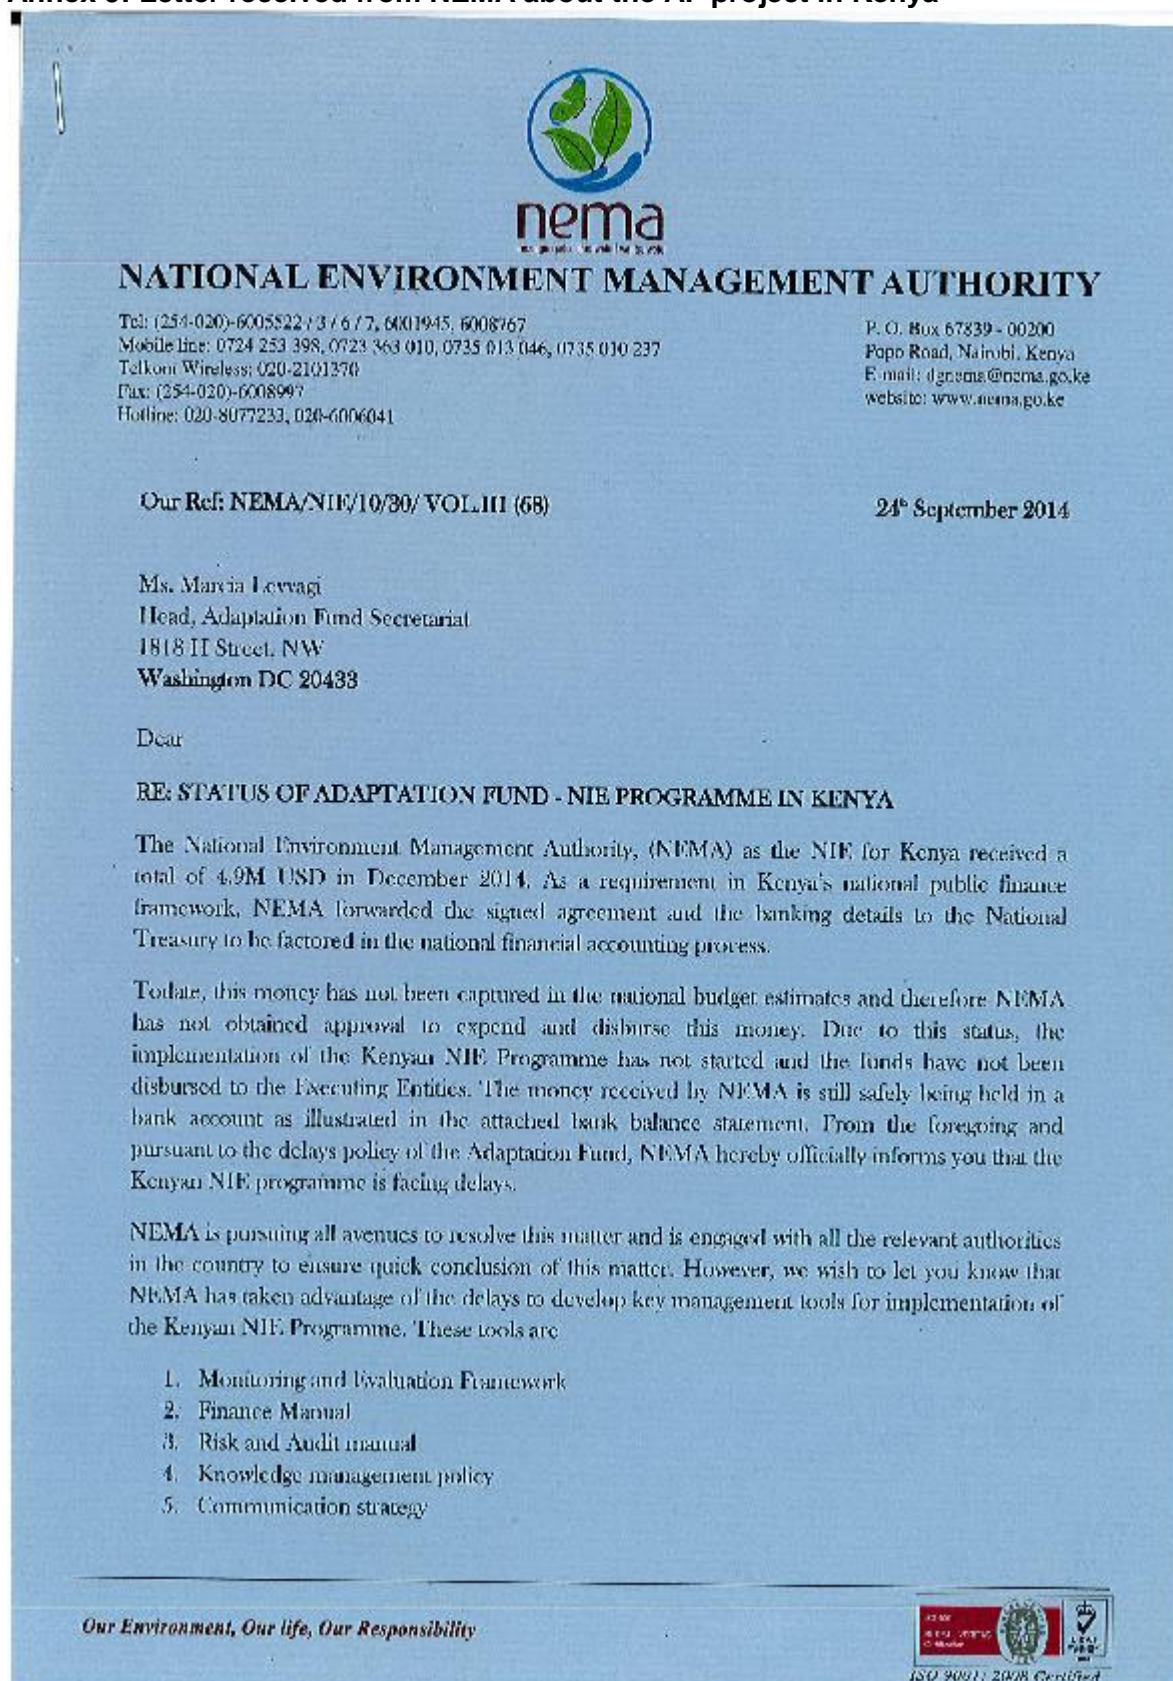 Letter received from NEMA about the AF project in Kenya
nema
NATIONAL ENVIRONMENT MANAGEMENT AUTHORITY
Tel: (254-020)-6005522 / 3 / 6 / 7, 6001945, 6008767
Mobile line: 0724 253 398, 0723 363 010, 0735 013 046, 0735 010 237
Telkom Wireless: 020-2101370
Fax: (254-020)-6008997
Hotline: 020-8077233, 020-6006041
P. O. Box 67839 - 00200
Popo Road, Nairobi, Kenya
E-mail: dgnema@nema.go.ke
website: www.nema.go.ke
Our Ref: NEMA/NIE/10/30/ VOL.III (68)
24th September 2014
Ms. Marcia Levvagi
Head, Adaptation Fund Secretariat
1818 H Street, NW
Washington DC 20433
Dear
RE: STATUS OF ADAPTATION FUND - NIE PROGRAMME IN KENYA
The National Environment Management Authority, (NEMA) as the NIE for Kenya received a
total of 4.9M USD in December 2014. As a requirement in Kenya's national public finance
framework, NEMA forwarded the signed agreement and the banking details to the National
Treasury to be factored in the national financial accounting process.
Todate, this money has not been captured in the national budget estimates and therefore NEMA
has not obtained approval to expend and disburse this money. Due to this status, the
implementation of the Kenyan NIE Programme has not started and the funds have not been
disbursed to the Executing Entities. The money received by NEMA is still safely being held in a
bank account as illustrated in the attached bank balance statement. From the foregoing and
pursuant to the delays policy of the Adaptation Fund, NEMA hereby officially informs you that the
Kenyan NIE programme is facing delays.
NEMA is pursuing all avenues to resolve this matter and is engaged with all the relevant authorities
in the country to ensure quick conclusion of this matter. However, we wish to let you know that
NEMA has taken advantage of the delays to develop key management tools for implementation of
the Kenyan NIE Programme. These tools are
1. Monitoring and Evaluation Framework
2. Finance Manual
3. Risk and Audit manual
4. Knowledge management policy
5. Communication strategy
Our Environment, Our life, Our Responsibility
ISO 9001: 2008 Certified